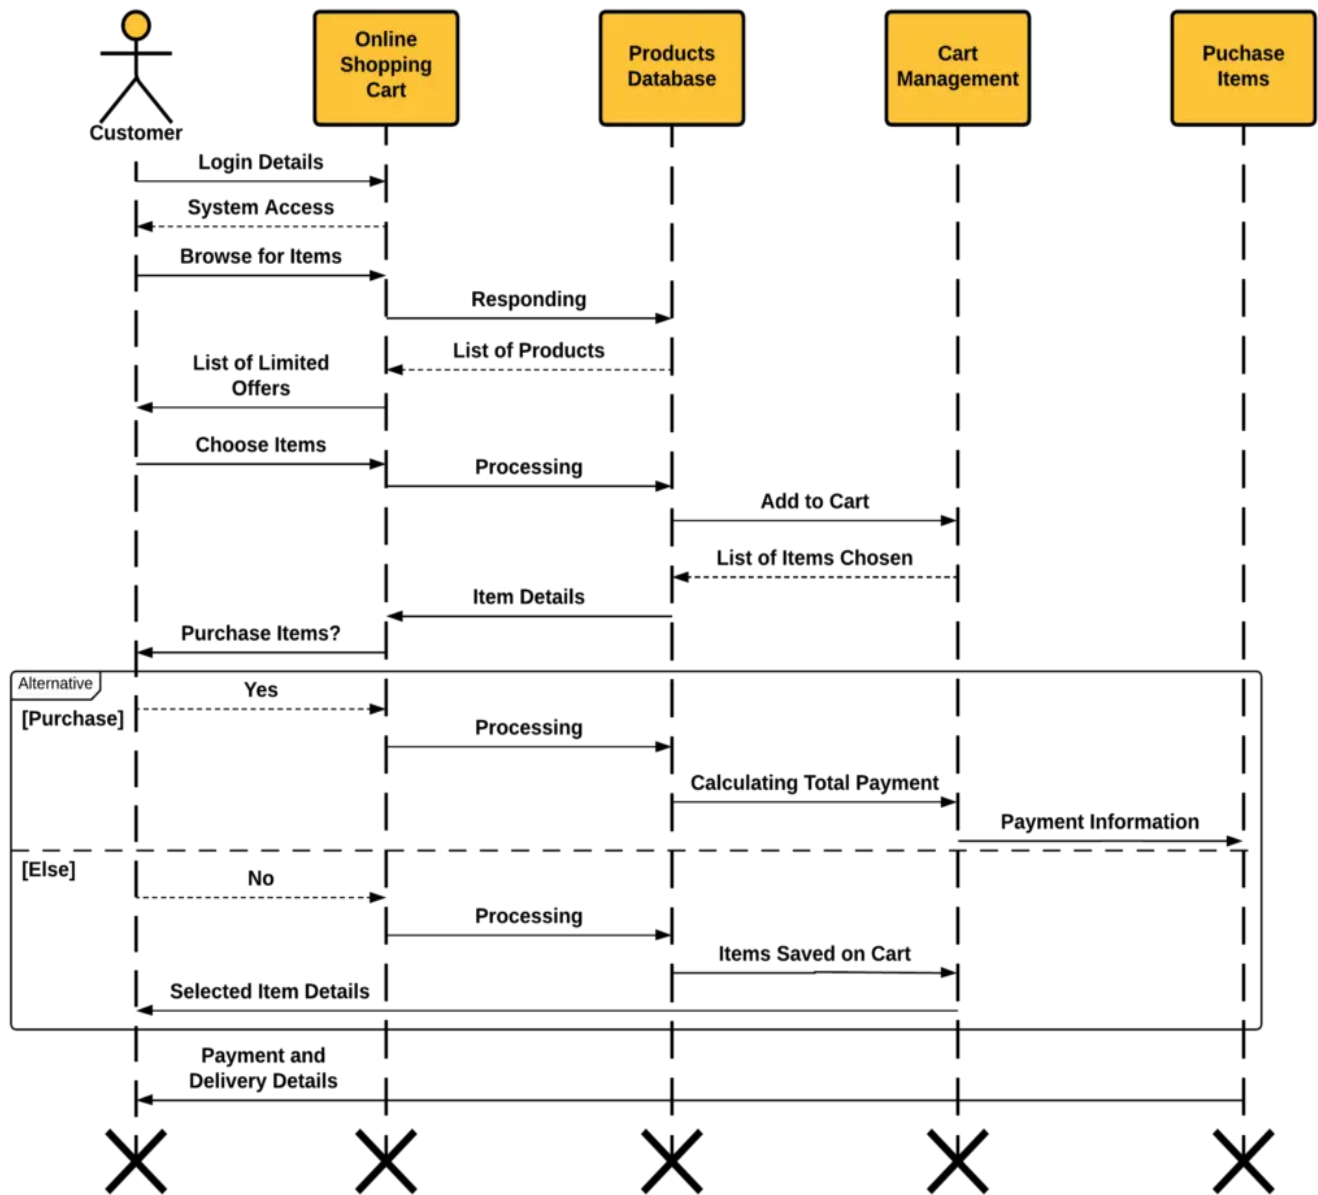 Online
Shopping
Cart
Products
Database
Cart
Management
Puchase
Items
Customer
Login Details
System Access
Browse for Items
Responding
List of Products
List of Limited
Offers
Choose Items
Processing
Add to Cart
List of Items Chosen
Item Details
Purchase Items?
Alternative
Yes
[Purchase]
Processing
Calculating Total Payment
Payment Information
[Else]
No
Processing
Items Saved on Cart
Selected Item Details
Payment and
Delivery Details